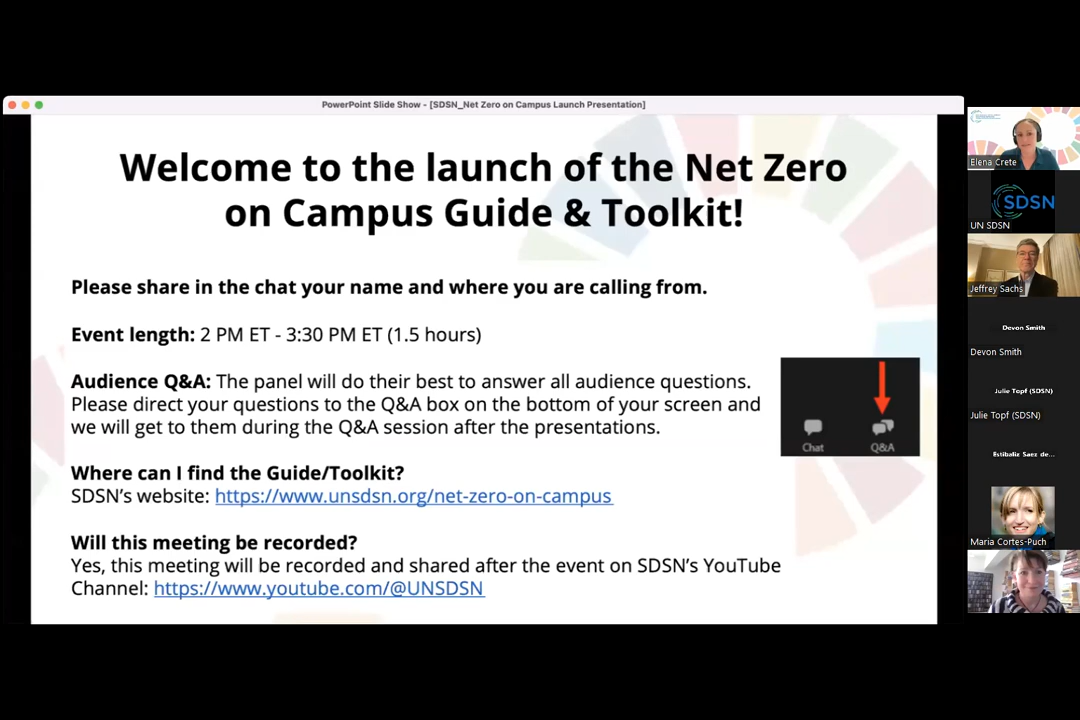 PowerPoint Slide Show - [SDSN_Net Zero on Campus Launch Presentation]
Welcome to the launch of the Net Zero
on Campus Guide & Toolkit!
Please share in the chat your name and where you are calling from.
Event length: 2 PM ET - 3:30 PM ET (1.5 hours)
Audience Q&A: The panel will do their best to answer all audience questions.
Please direct your questions to the Q&A box on the bottom of your screen and
we will get to them during the Q&A session after the presentations.
Chat
Q&A
Where can I find the Guide/Toolkit?
SDSN's website: https://www.unsdsn.org/net-zero-on-campus
Will this meeting be recorded?
Yes, this meeting will be recorded and shared after the event on SDSN's YouTube
Channel: https://www.youtube.com/@UNSDSN
Elena Crete
SDSN
UN SDSN
Jeffrey Sachs
Devon Smith
Devon Smith
Julie Topf (SDSN)
Julie Topf (SDSN)
Estibaliz Saez de...
Maria Cortes-Puch